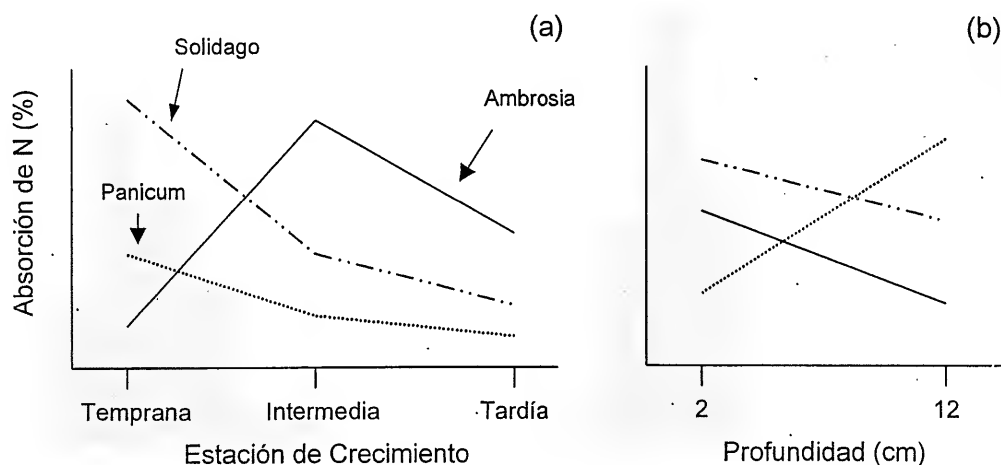 (a)
Solidago
Ambrosia
Panicum
Absorción de N (%)
Temprana
Intermedia
Tardía
Estación de Crecimiento
(b)
2
12
Profundidad (cm)